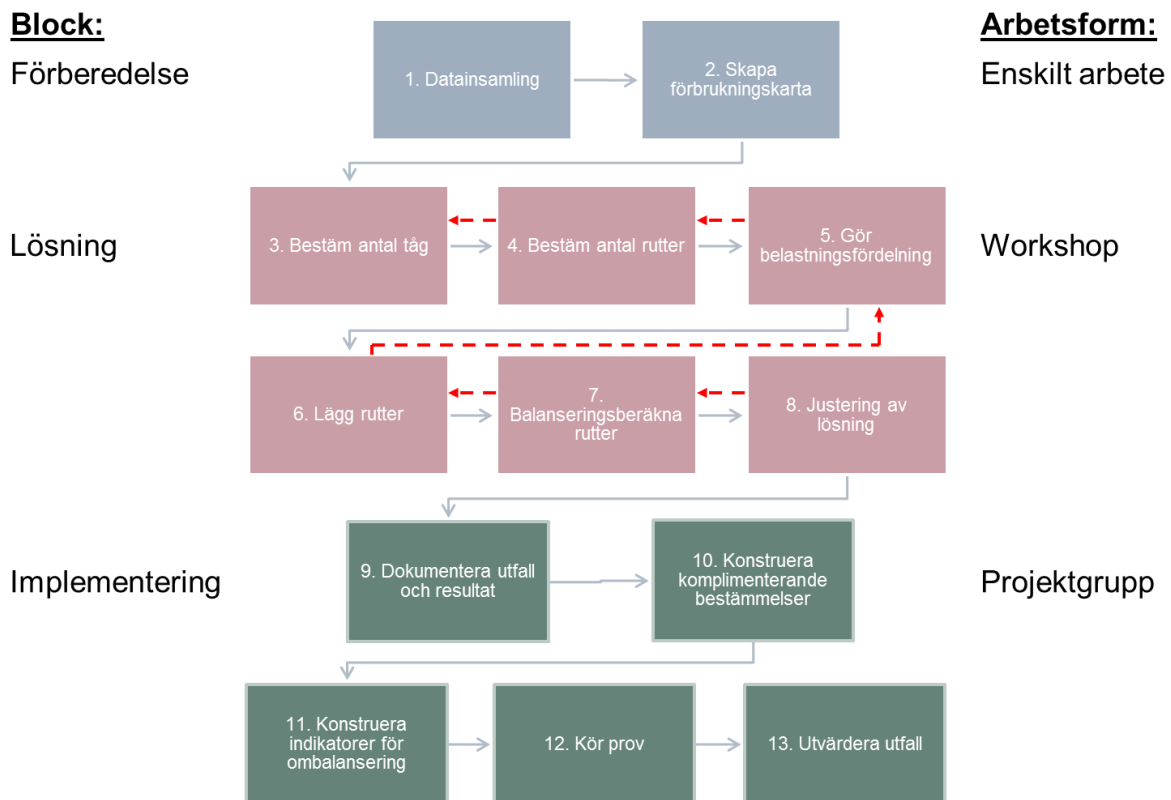 Block:
Arbetsform:
Förberedelse
1. Datainsamling
2. Skapa
förbrukningskarta
Enskilt arbete
Lösning
3. Bestäm antal tåg
4. Bestäm antal rutter
5. Gör
belastningsfördelning
Workshop
6. Lägg rutter
7.
Balanseringsberäkna
rutter
8. Justering av
lösning
Implementering
9. Dokumentera utfall
och resultat
10. Konstruera
komplimenterande
bestämmelser
Projektgrupp
11. Konstruera
indikatorer för
ombalansering
12. Kör prov
13. Utvärdera utfall